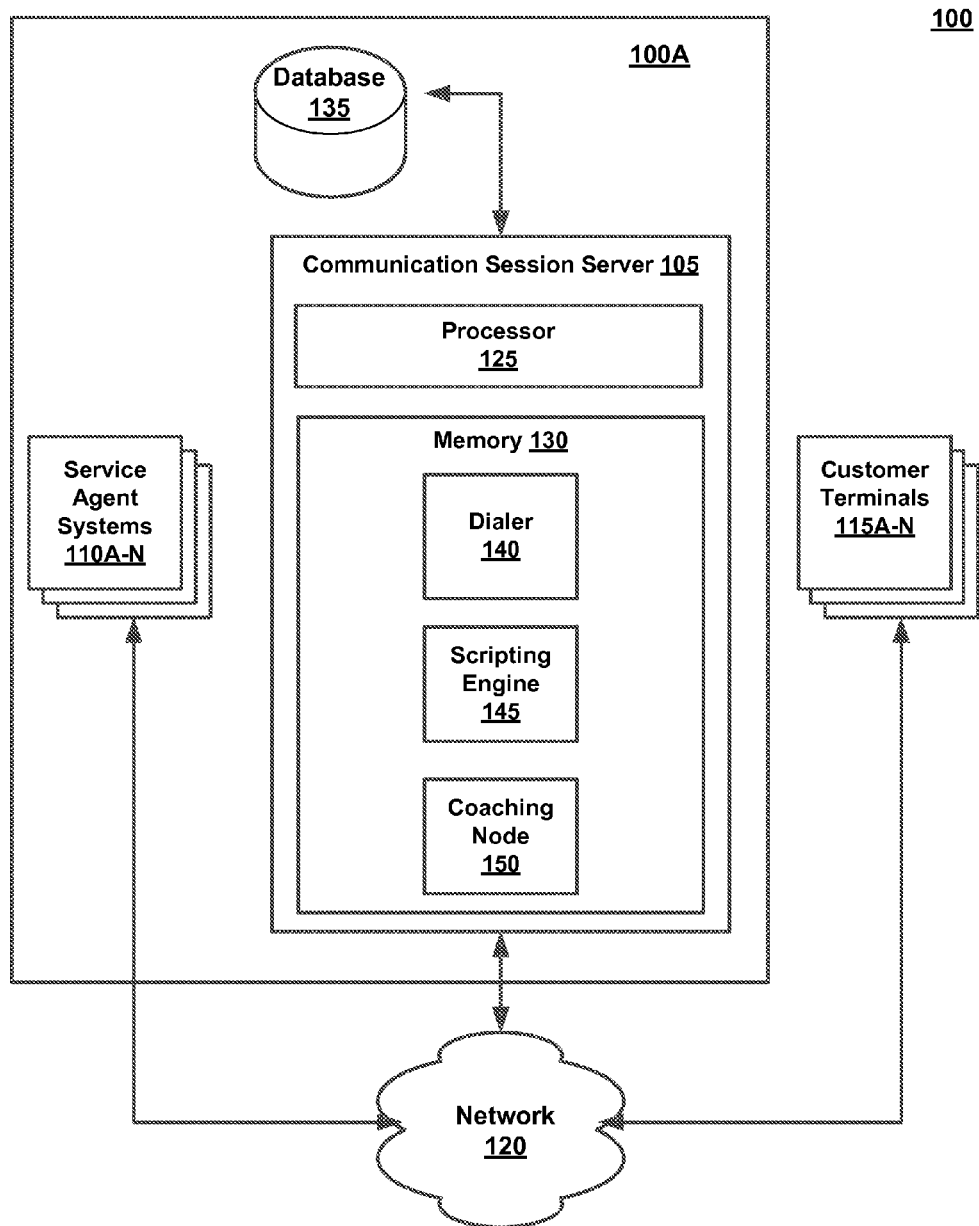 100
100A
Database
135
Communication Session Server 105
Processor
125
Memory 130
Service
Agent
Systems
110A-N
Customer
Terminals
115A-N
Dialer
140
Scripting
Engine
145
Coaching
Node
150
Network
120